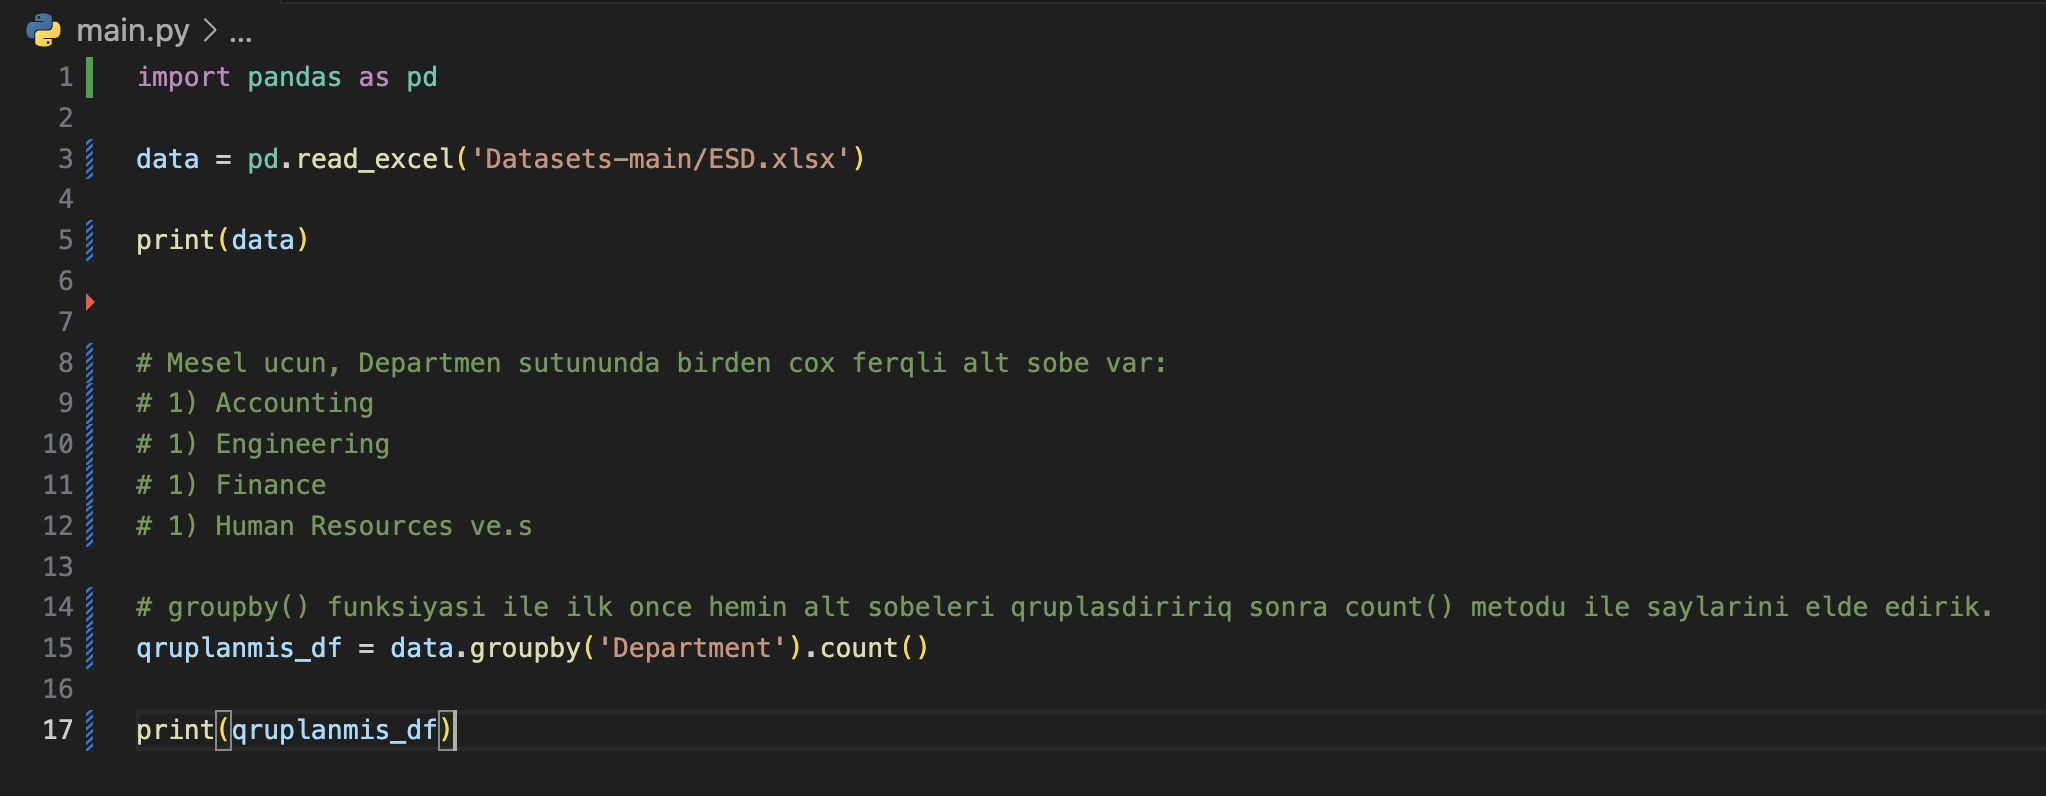 main.py > ...
1 import pandas as pd
2
3 data = pd.read_excel('Datasets-main/ESD.xlsx')
4
5 print(data)
6
7
8 # Mesel ucun, Departmen sutununda birden cox ferqli alt sobe var:
9 # 1) Accounting
10 # 1) Engineering
11 # 1) Finance
12 # 1) Human Resources ve.s
13
14 # groupby() funksiyasi ile ilk once hemin alt sobeleri qruplasdiririq sonra count() metodu ile saylarini elde edirik.
15 qruplanmis_df = data.groupby('Department').count()
16
17 print(qruplanmis_df)